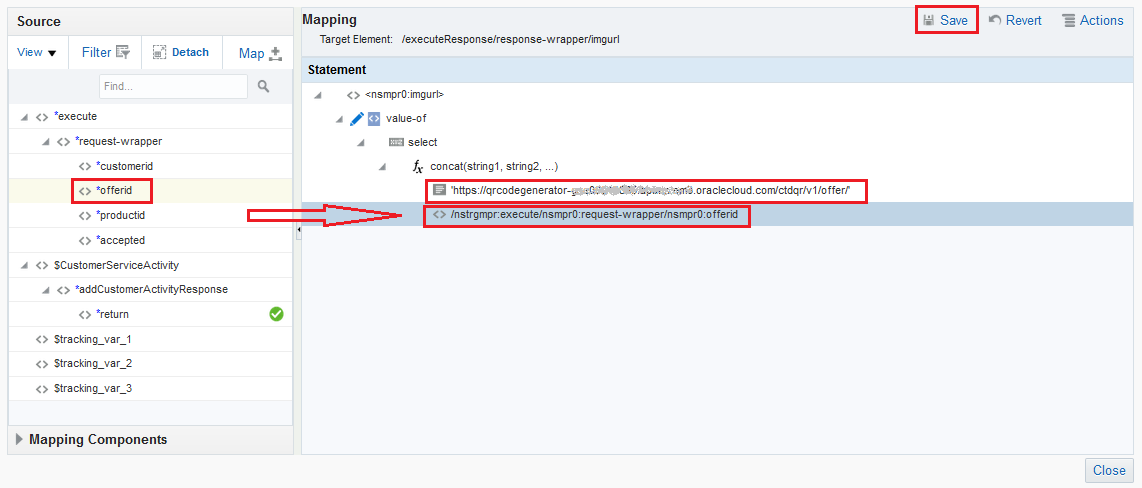 Source
View
Filter
Detach
Map
Find...
*execute
*request-wrapper
*customerid
*offerid
*productid
*accepted
$CustomerServiceActivity
*addCustomerActivityResponse
*return
$tracking_var_1
$tracking_var_2
$tracking_var_3
Mapping Components
Mapping
Save
Revert
Actions
Target Element: /executeResponse/response-wrapper/imgurl
Statement
<nsmpr0:imgurl>
value-of
select
fx concat(string1, string2, ...)
'https://qrcodegenerator- .oraclecloud.com/ctdqr/v1/offer/'
/nstrgmpr:execute/nsmpr0:request-wrapper/nsmpr0:offerid
Close